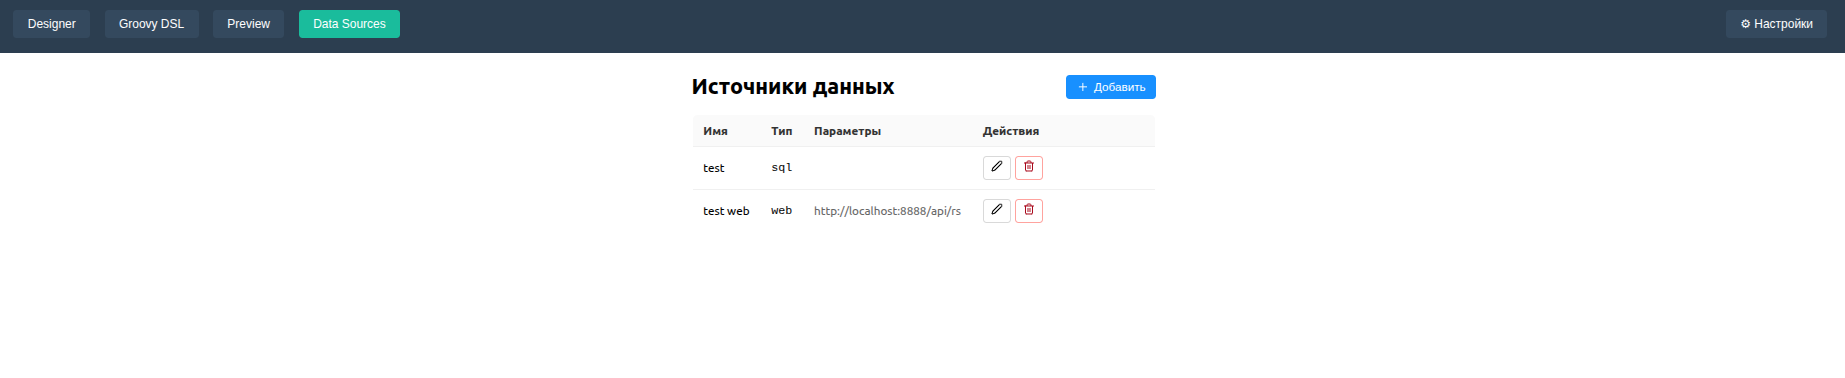 Designer Groovy DSL Preview Data Sources ⚙ Настройки
Источники данных + Добавить
Имя Тип Параметры Действия
test sql
test web web http://localhost:8888/api/rs